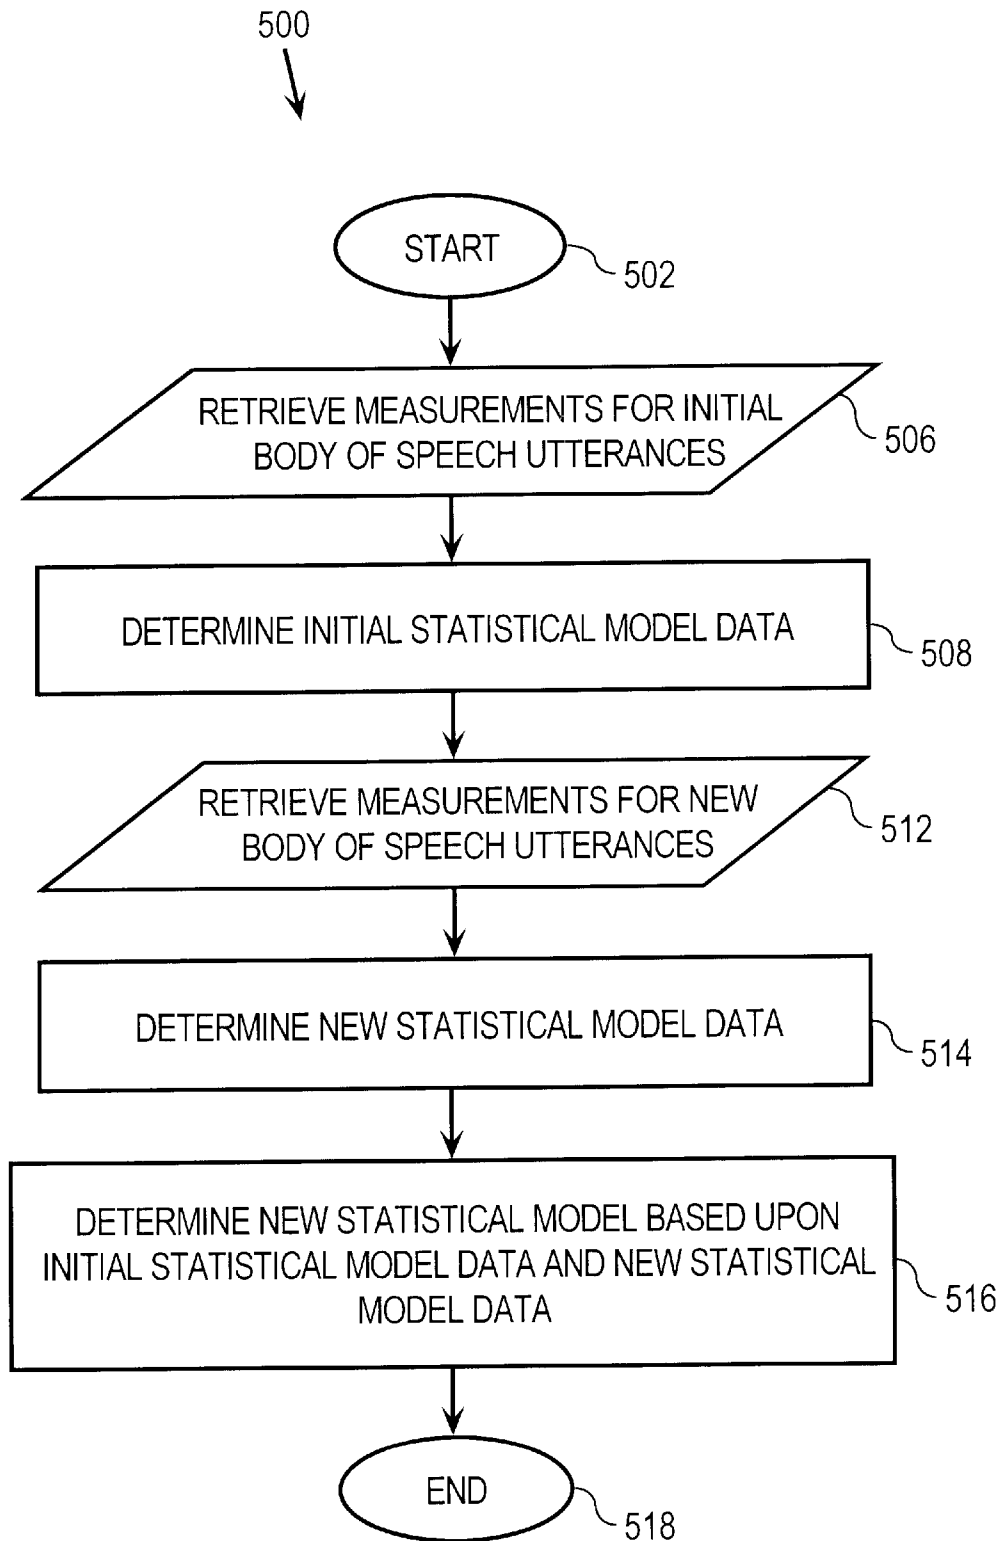 500
START
502
RETRIEVE MEASUREMENTS FOR INITIAL
BODY OF SPEECH UTTERANCES
506
DETERMINE INITIAL STATISTICAL MODEL DATA
508
RETRIEVE MEASUREMENTS FOR NEW
BODY OF SPEECH UTTERANCES
512
DETERMINE NEW STATISTICAL MODEL DATA
514
DETERMINE NEW STATISTICAL MODEL BASED UPON
INITIAL STATISTICAL MODEL DATA AND NEW STATISTICAL
MODEL DATA
516
END
518